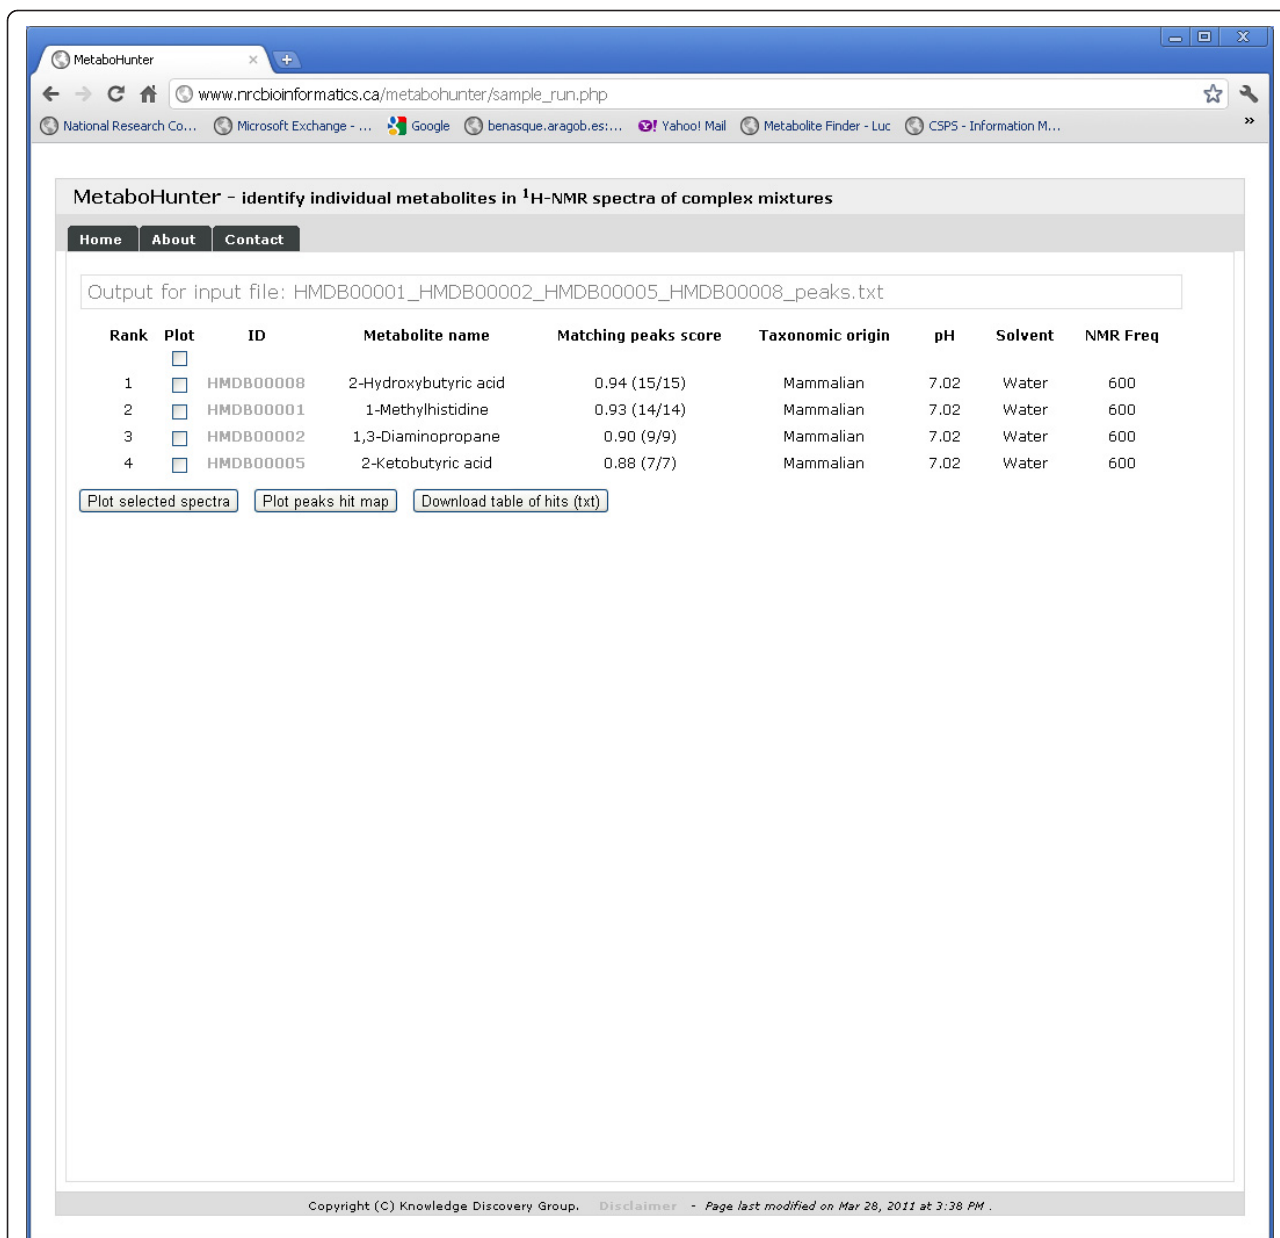 MetaboHunter
www.nrcbioinformatics.ca/metabohunter/sample_run.php
National Research Co... Microsoft Exchange - ... Google benasque.aragob.es:... Yahoo! Mail Metabolite Finder - Luc CSPS - Information M... »
MetaboHunter - identify individual metabolites in ¹H-NMR spectra of complex mixtures
Home About Contact
Output for input file: HMDB00001_HMDB00002_HMDB00005_HMDB00008_peaks.txt
Rank Plot ID Metabolite name Matching peaks score Taxonomic origin pH Solvent NMR Freq
1 HMDB00008 2-Hydroxybutyric acid 0.94 (15/15) Mammalian 7.02 Water 600
2 HMDB00001 1-Methylhistidine 0.93 (14/14) Mammalian 7.02 Water 600
3 HMDB00002 1,3-Diaminopropane 0.90 (9/9) Mammalian 7.02 Water 600
4 HMDB00005 2-Ketobutyric acid 0.88 (7/7) Mammalian 7.02 Water 600
Plot selected spectra Plot peaks hit map Download table of hits (txt)
Copyright (C) Knowledge Discovery Group. Disclaimer - Page last modified on Mar 28, 2011 at 3:38 PM .